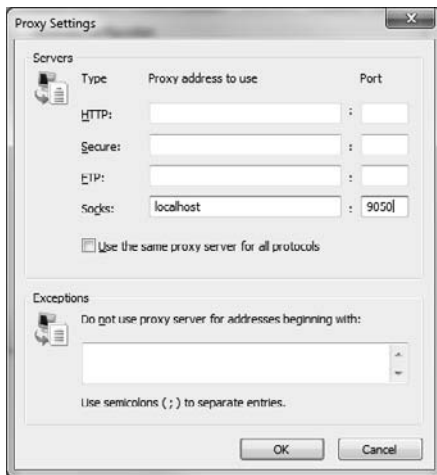 Proxy Settings
Servers
Type Proxy address to use Port
HTTP: :
Secure: :
FTP: :
Socks: localhost : 9050
Use the same proxy server for all protocols
Exceptions
Do not use proxy server for addresses beginning with:
Use semicolons ( ; ) to separate entries.
OK Cancel